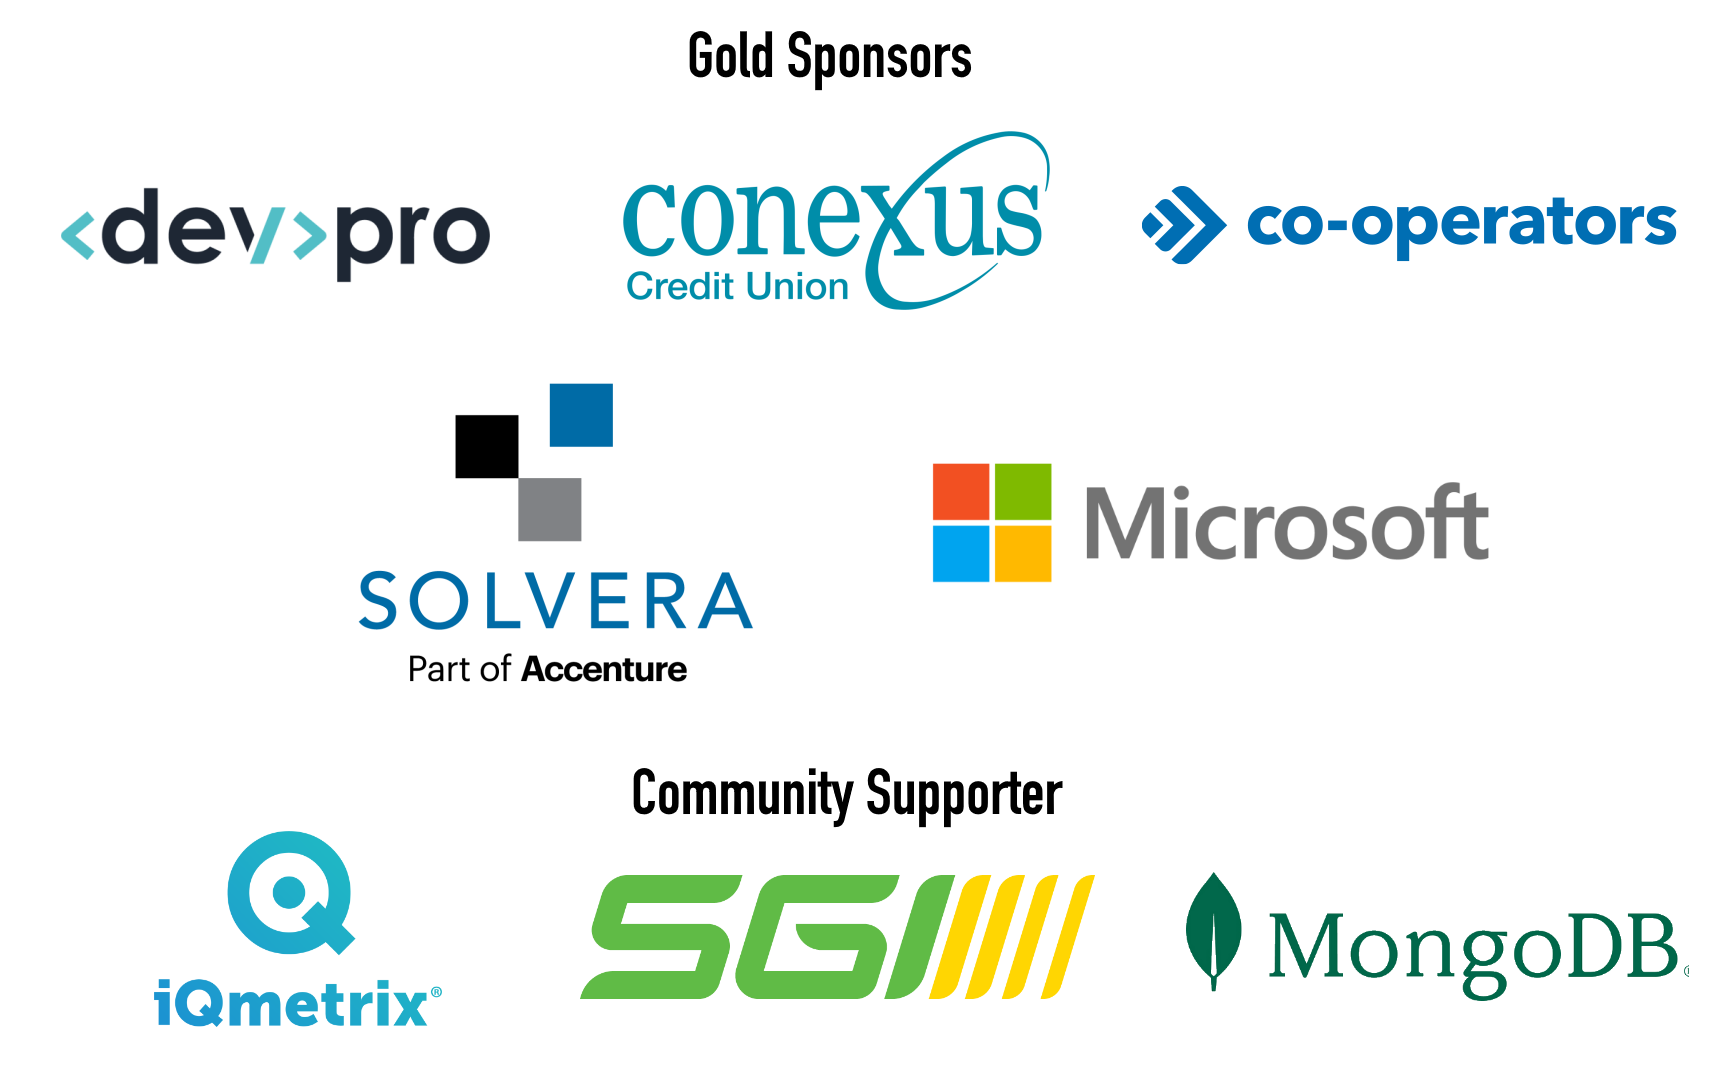 Gold Sponsors
<dev>pro
conexus
Credit Union
co-operators
SOLVERA
Part of Accenture
Microsoft
Community Supporter
iQmetrix®
SGI
MongoDB®